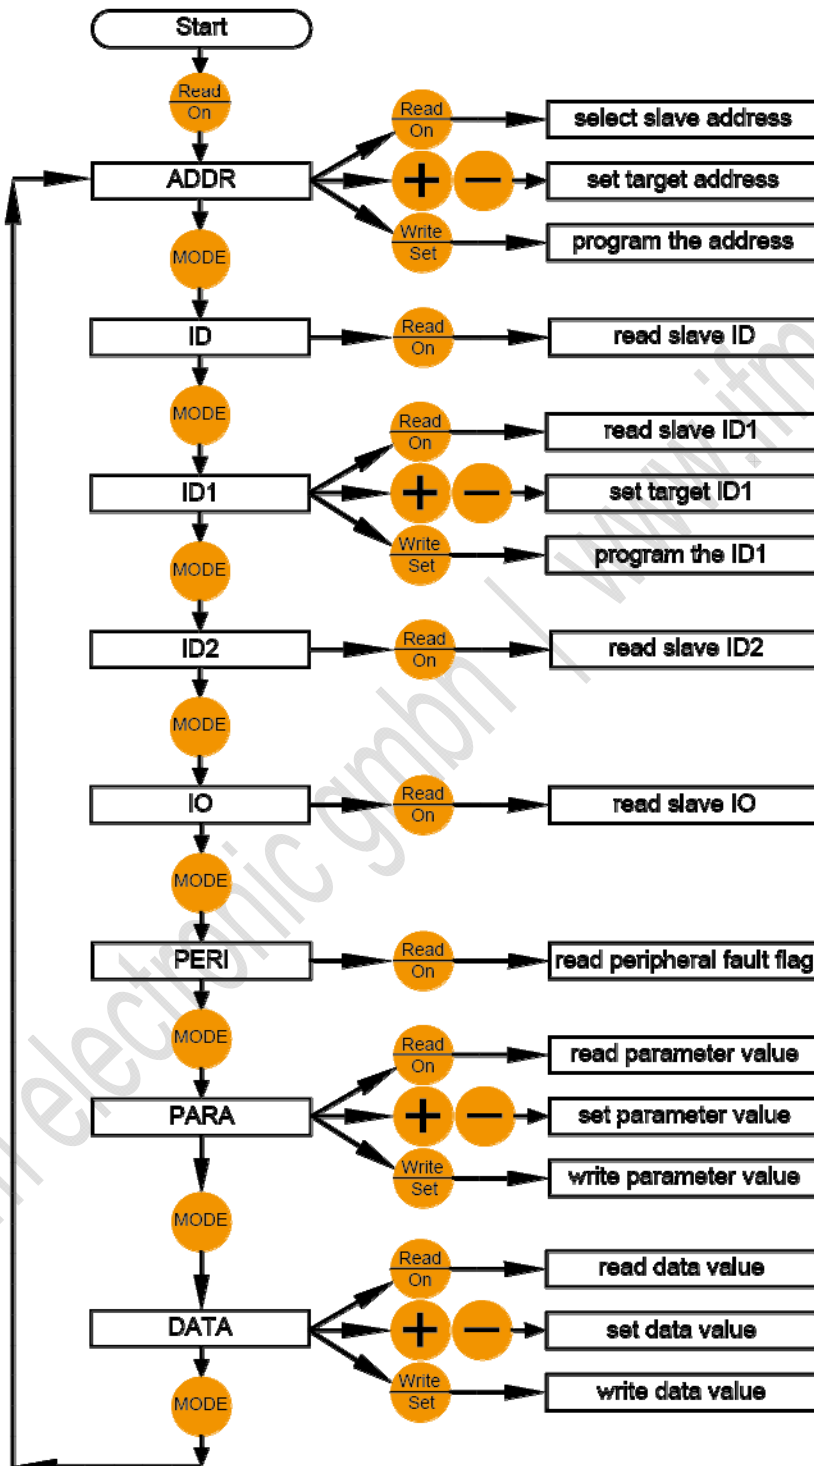 Start
Read
On
ADDR
Read
On
select slave address
+ −
set target address
Write
Set
program the address
MODE
ID
Read
On
read slave ID
MODE
ID1
Read
On
read slave ID1
+ −
set target ID1
Write
Set
program the ID1
MODE
ID2
Read
On
read slave ID2
MODE
IO
Read
On
read slave IO
MODE
PERI
Read
On
read peripheral fault flag
MODE
PARA
Read
On
read parameter value
+ −
set parameter value
Write
Set
write parameter value
MODE
DATA
Read
On
read data value
+ −
set data value
Write
Set
write data value
MODE
electronic gmbh | www.ifm